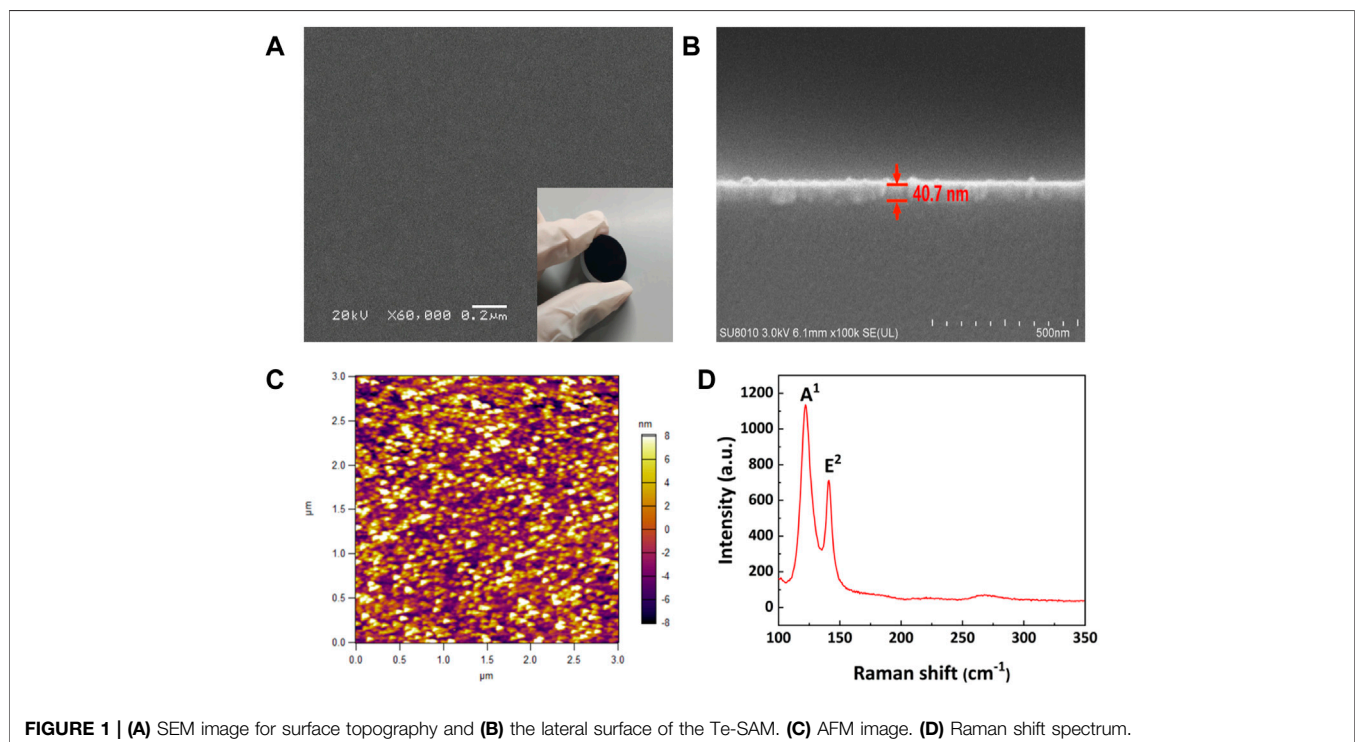 A
20kV X60,000 0.2μm
B
40.7 nm
SU8010 3.0kV 6.1mm x100k SE(UL)
500nm
C
3.0
2.5
2.0
1.5
1.0
0.5
0.0
μm
0.0 0.5 1.0 1.5 2.0 2.5 3.0
μm
nm
8
6
4
2
0
-2
-4
-6
-8
D
1200
1000
800
600
400
200
0
Intensity (a.u.)
A¹
E²
100 150 200 250 300 350
Raman shift (cm⁻¹)
FIGURE 1 | (A) SEM image for surface topography and (B) the lateral surface of the Te-SAM. (C) AFM image. (D) Raman shift spectrum.